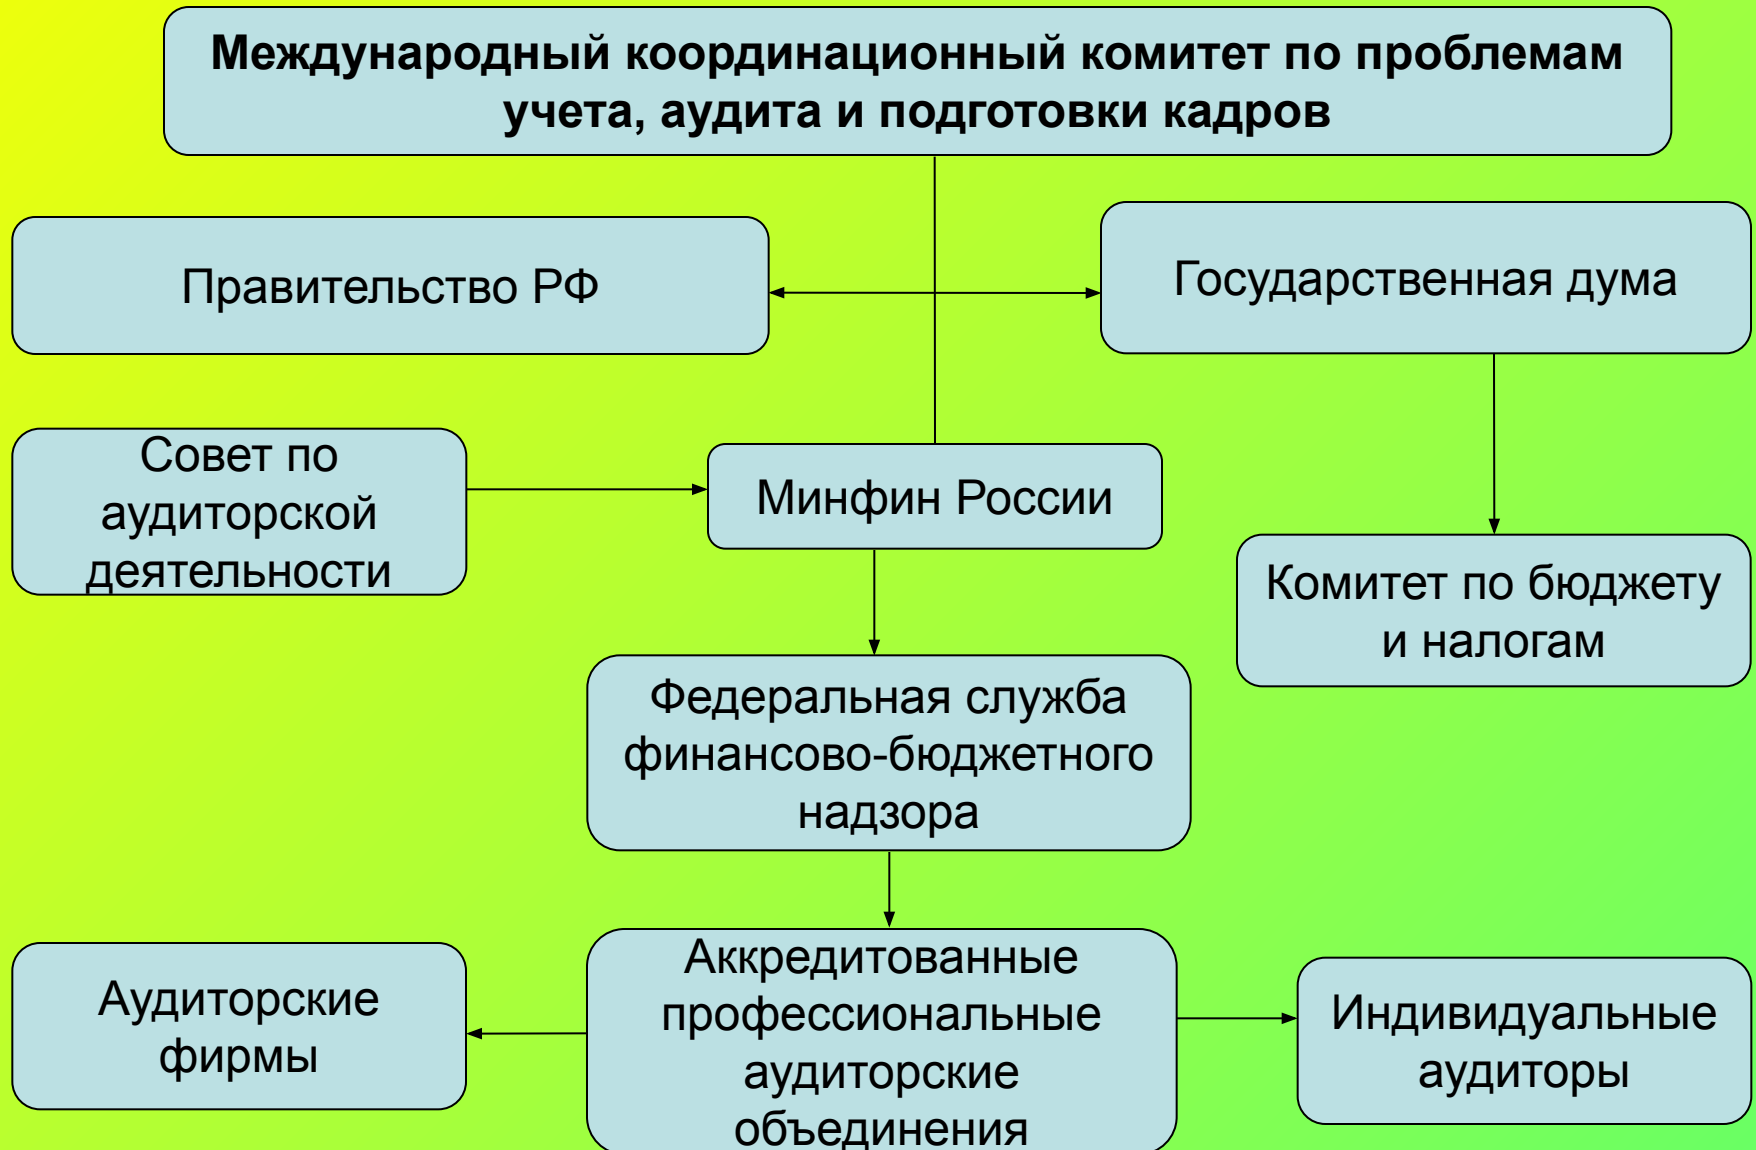 Международный координационный комитет по проблемам
учета, аудита и подготовки кадров
Правительство РФ
Государственная дума
Совет по
аудиторской
деятельности
Минфин России
Комитет по бюджету
и налогам
Федеральная служба
финансово-бюджетного
надзора
Аудиторские
фирмы
Аккредитованные
профессиональные
аудиторские
объединения
Индивидуальные
аудиторы